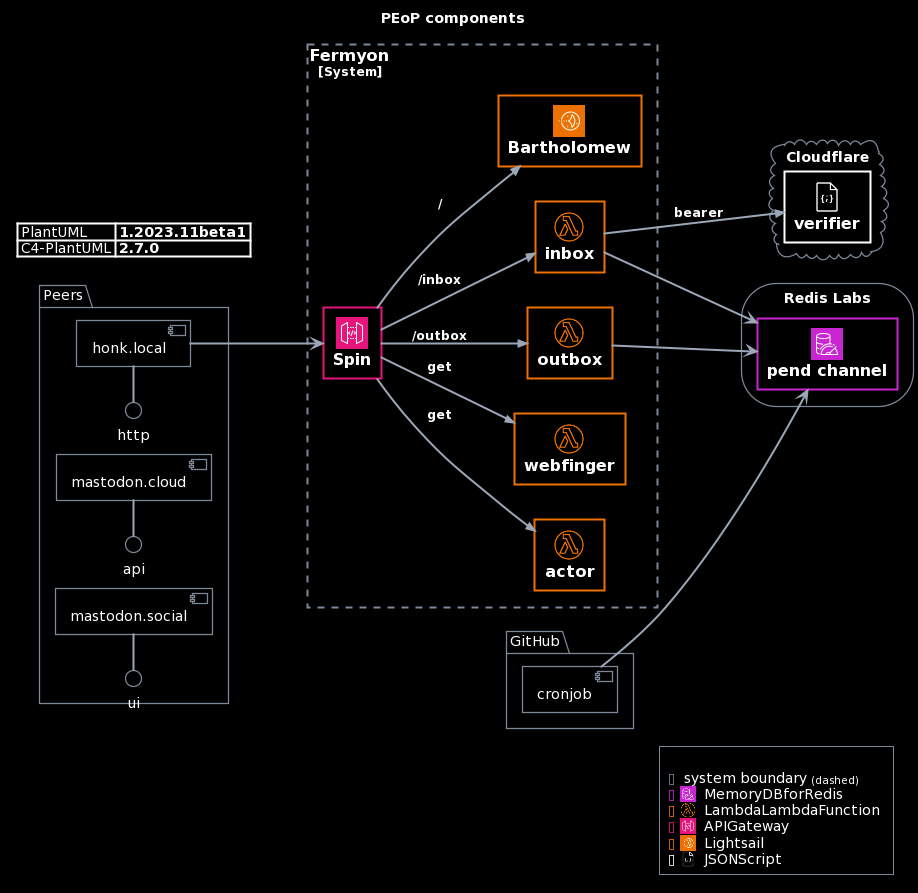 PEoP components
Fermyon
[System]
Bartholomew
Cloudflare
verifier
/
bearer
PlantUML 1.2023.11beta1
C4-PlantUML 2.7.0
inbox
/inbox
Peers
Redis Labs
honk.local
Spin
/outbox
outbox
pend channel
get
get
http
webfinger
mastodon.cloud
api
actor
mastodon.social
ui
GitHub
cronjob
system boundary (dashed)
MemoryDBforRedis
LambdaLambdaFunction
APIGateway
Lightsail
JSONScript